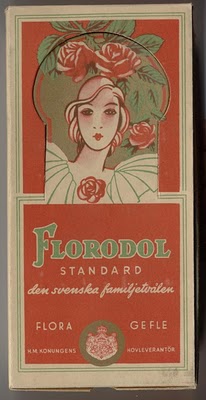 FLORODOL
STANDARD
den svenska familjetvålen
FLORA GEFLE
H.M. KONUNGENS HOVLEVERANTÖR